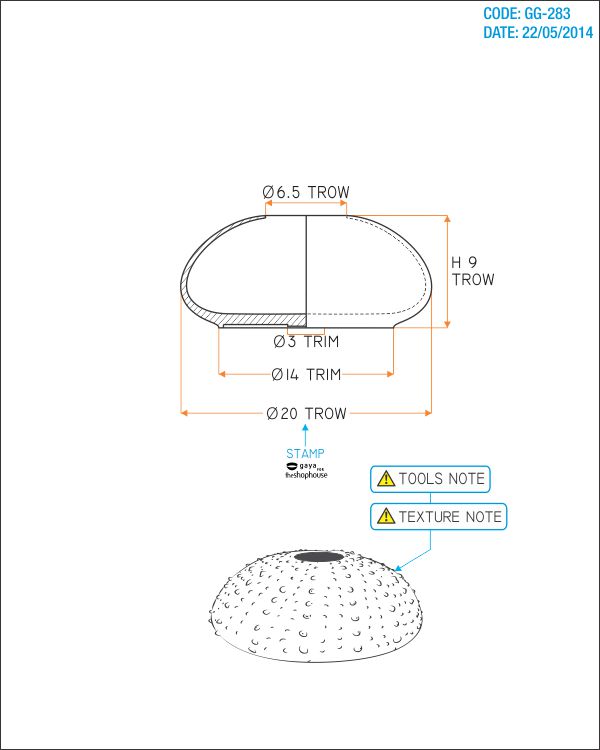 CODE: GG-283
DATE: 22/05/2014
Ø6.5 TROW
H 9
TROW
Ø3 TRIM
Ø14 TRIM
Ø20 TROW
STAMP
gaya FOR
theshophouse
TOOLS NOTE
TEXTURE NOTE